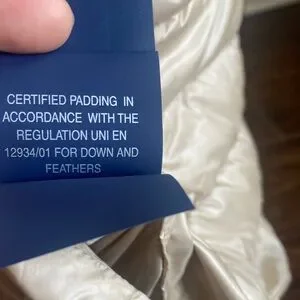 CERTIFIED PADDING IN
ACCORDANCE WITH THE
REGULATION UNI EN
12934/01 FOR DOWN AND
FEATHERS